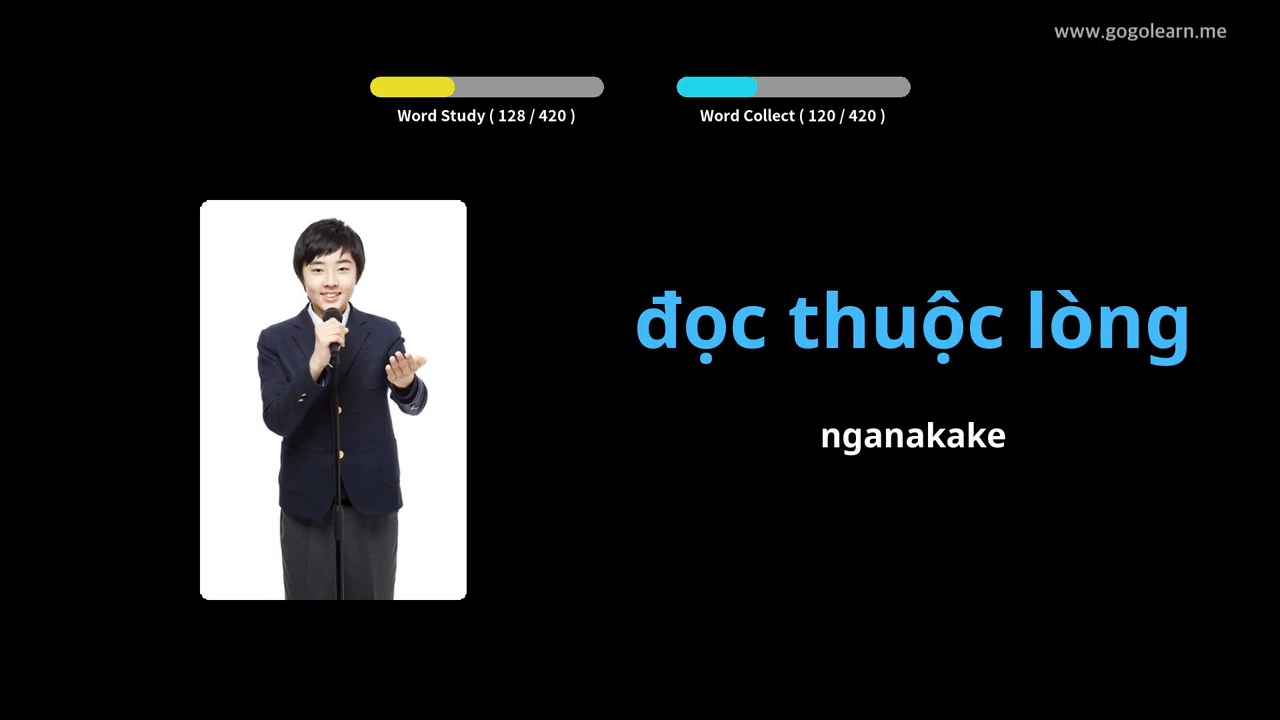 www.gogolearn.me
Word Study ( 128 / 420 )
Word Collect ( 120 / 420 )
đọc thuộc lòng
nganakake